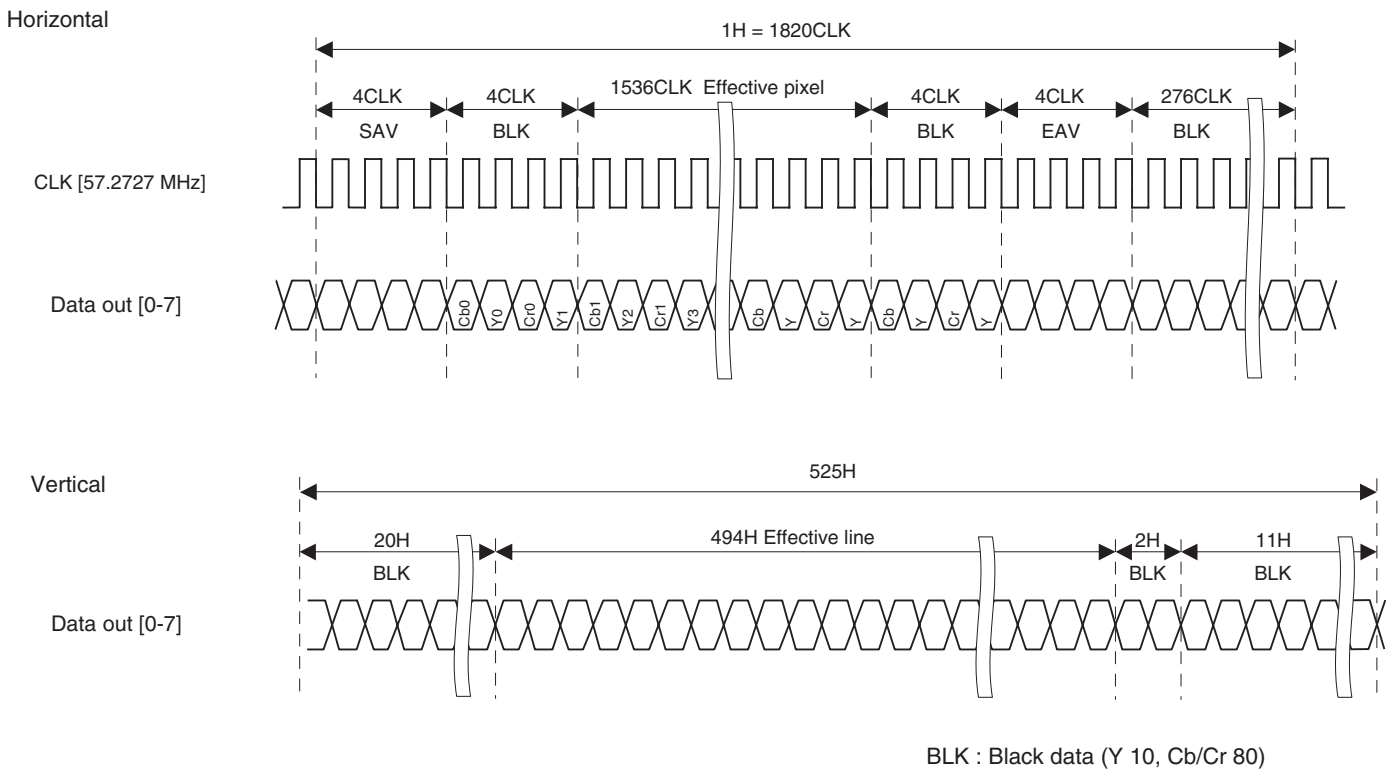 Horizontal
1H = 1820CLK
4CLK 4CLK 1536CLK Effective pixel 4CLK 4CLK 276CLK
SAV BLK BLK EAV BLK
CLK [57.2727 MHz]
Data out [0-7]
Cb0 Y0 Cr0 Y1 Cb1 Y2 Cr1 Y3 Cb Y Cr Y Cb Y Cr Y
Vertical
525H
20H 494H Effective line 2H 11H
BLK BLK BLK
Data out [0-7]
BLK : Black data (Y 10, Cb/Cr 80)